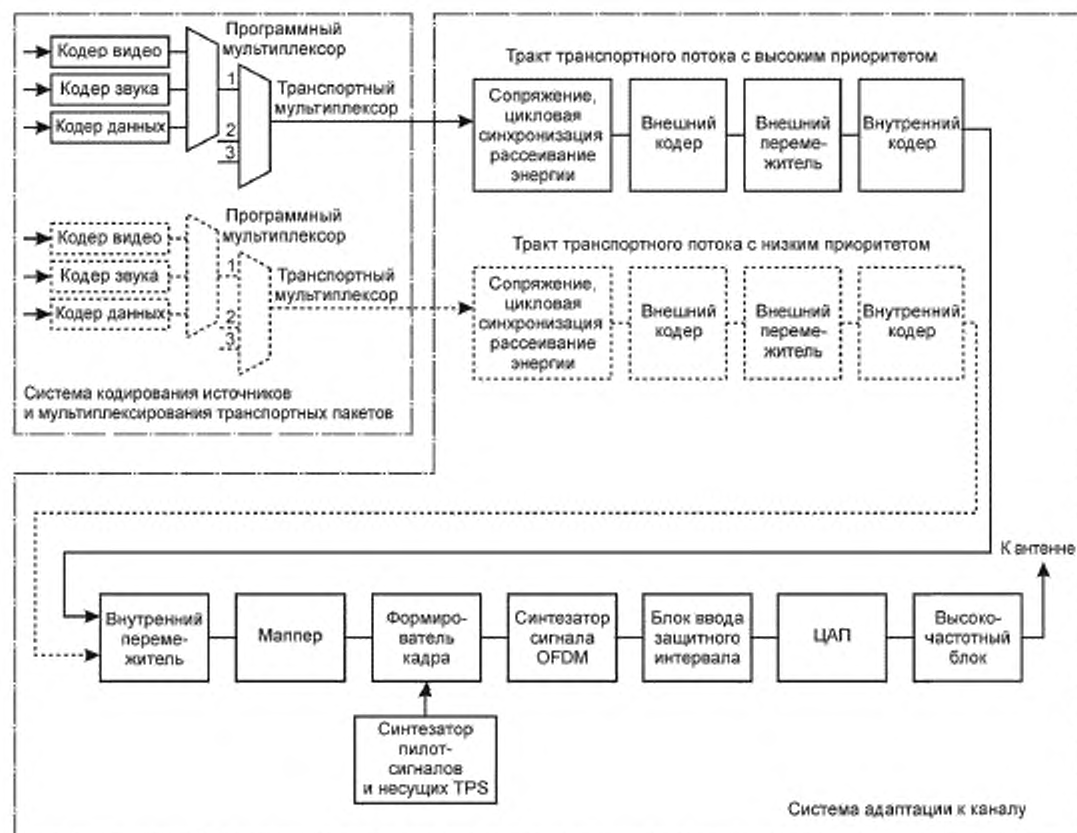 Программный
мультиплексор
Кодер видео
Кодер звука
Кодер данных
1
2
3
Транспортный
мультиплексор
Тракт транспортного потока с высоким приоритетом
Сопряжение,
цикловая
синхронизация
рассеивание
энергии
Внешний
кодер
Внешний
переме-
житель
Внутренний
кодер
Программный
мультиплексор
Кодер видео
Кодер звука
Кодер данных
1
2
3
Транспортный
мультиплексор
Тракт транспортного потока с низким приоритетом
Сопряжение,
цикловая
синхронизация
рассеивание
энергии
Внешний
кодер
Внешний
переме-
житель
Внутренний
кодер
Система кодирования источников
и мультиплексирования транспортных пакетов
К антенне
Внутренний
переме-
житель
Маппер
Формиро-
ватель
кадра
Синтезатор
сигнала
OFDM
Блок ввода
защитного
интервала
ЦАП
Высоко-
частотный
блок
Синтезатор
пилот-
сигналов
и несущих TPS
Система адаптации к каналу